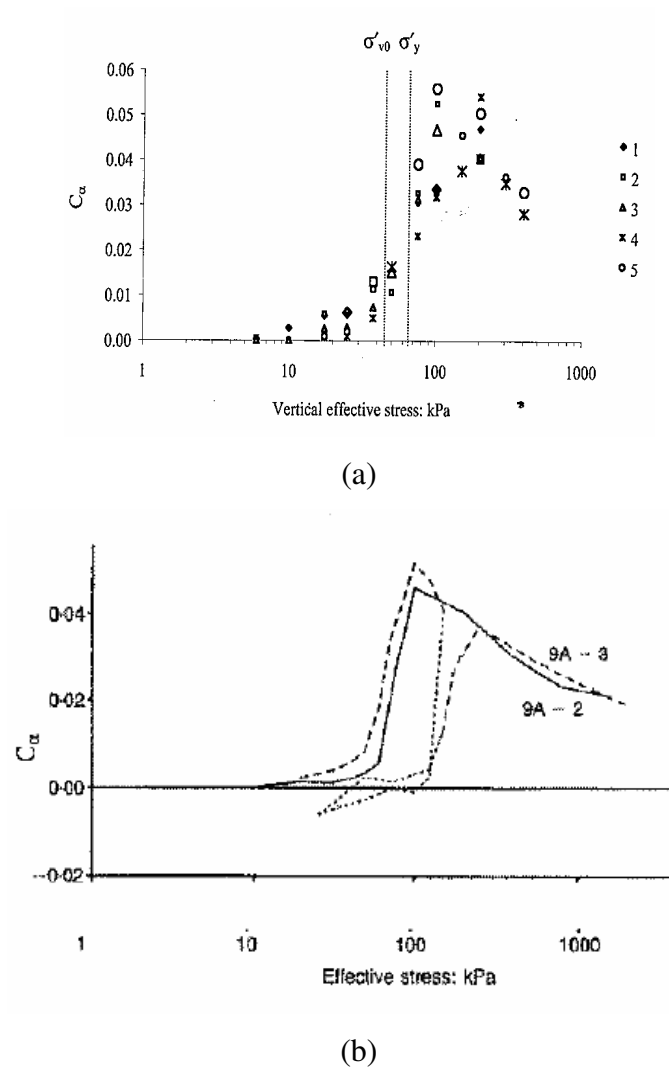 σ′v0 σ′y
0.06
0.05
0.04
0.03
0.02
0.01
0.00
Cα
1 10 100 1000
Vertical effective stress: kPa
1
2
3
4
5
(a)
0·04
0·02
0·00
−0·02
Cα
9A – 3
9A – 2
1 10 100 1000
Effective stress: kPa
(b)